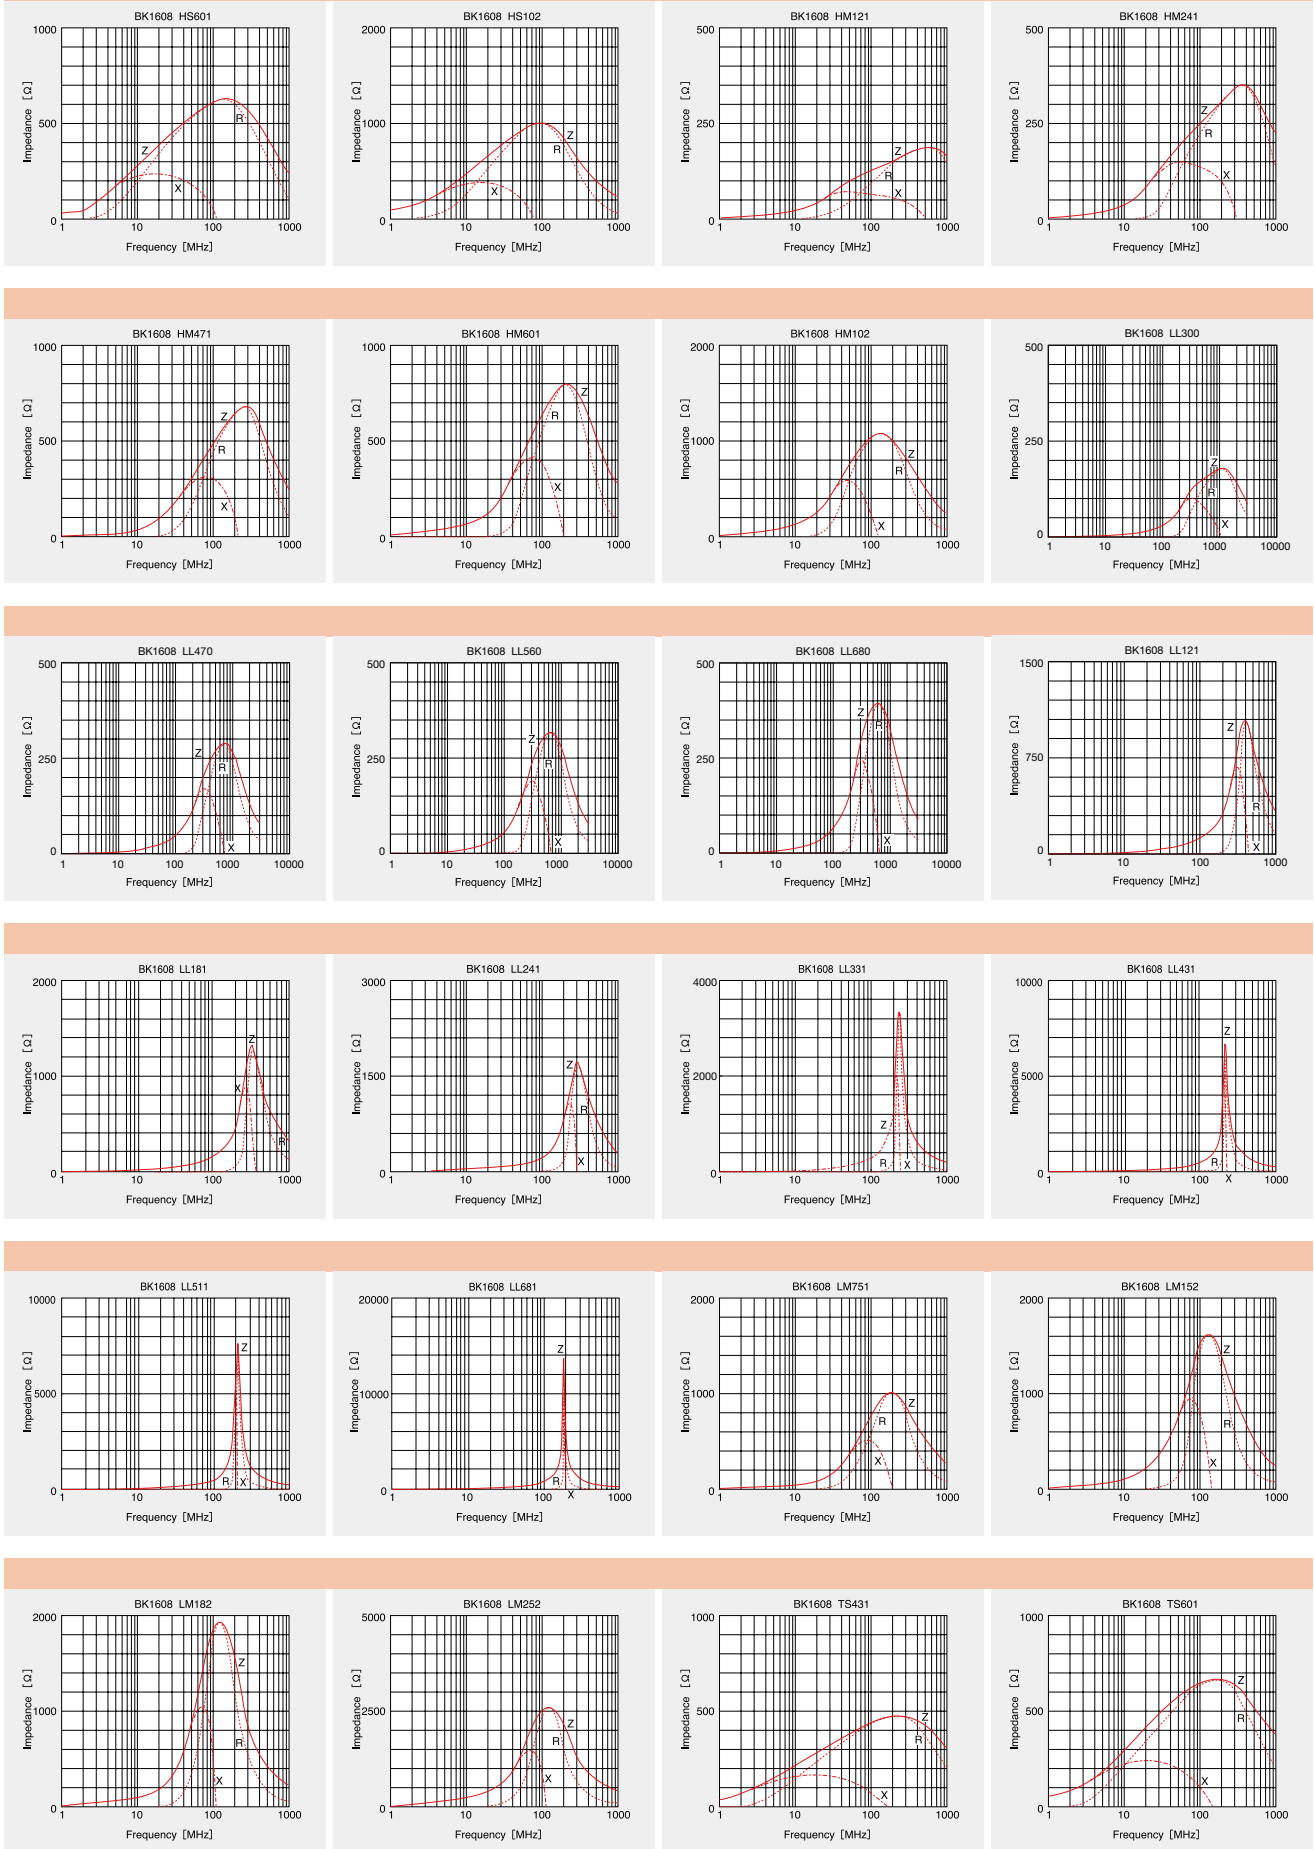 BK1608 HS601
1000
500
0
1
10
100
1000
Z
R
X
Impedance [Ω]
Frequency [MHz]
BK1608 HS102
2000
1000
0
1
10
100
1000
Z
R
X
Impedance [Ω]
Frequency [MHz]
BK1608 HM121
500
250
0
1
10
100
1000
Z
R
X
Impedance [Ω]
Frequency [MHz]
BK1608 HM241
500
250
0
1
10
100
1000
Z
R
X
Impedance [Ω]
Frequency [MHz]
BK1608 HM471
1000
500
0
1
10
100
1000
Z
R
X
Impedance [Ω]
Frequency [MHz]
BK1608 HM601
1000
500
0
1
10
100
1000
Z
R
X
Impedance [Ω]
Frequency [MHz]
BK1608 HM102
2000
1000
0
1
10
100
1000
Z
R
X
Impedance [Ω]
Frequency [MHz]
BK1608 LL300
500
250
0
1
10
100
1000
10000
Z
R
X
Impedance [Ω]
Frequency [MHz]
BK1608 LL470
500
250
0
1
10
100
1000
10000
Z
R
X
Impedance [Ω]
Frequency [MHz]
BK1608 LL560
500
250
0
1
10
100
1000
10000
Z
R
X
Impedance [Ω]
Frequency [MHz]
BK1608 LL680
500
250
0
1
10
100
1000
10000
Z
R
X
Impedance [Ω]
Frequency [MHz]
BK1608 LL121
1500
750
0
1
10
100
1000
Z
R
X
Impedance [Ω]
Frequency [MHz]
BK1608 LL181
2000
1000
0
1
10
100
1000
Z
X
R
Impedance [Ω]
Frequency [MHz]
BK1608 LL241
3000
1500
0
1
10
100
1000
Z
R
X
Impedance [Ω]
Frequency [MHz]
BK1608 LL331
4000
2000
0
1
10
100
1000
Z
R
X
Impedance [Ω]
Frequency [MHz]
BK1608 LL431
10000
5000
0
1
10
100
1000
Z
R
X
Impedance [Ω]
Frequency [MHz]
BK1608 LL511
10000
5000
0
1
10
100
1000
Z
R
X
Impedance [Ω]
Frequency [MHz]
BK1608 LL681
20000
10000
0
1
10
100
1000
Z
R
X
Impedance [Ω]
Frequency [MHz]
BK1608 LM751
2000
1000
0
1
10
100
1000
Z
R
X
Impedance [Ω]
Frequency [MHz]
BK1608 LM152
2000
1000
0
1
10
100
1000
Z
R
X
Impedance [Ω]
Frequency [MHz]
BK1608 LM182
2000
1000
0
1
10
100
1000
Z
R
X
Impedance [Ω]
Frequency [MHz]
BK1608 LM252
5000
2500
0
1
10
100
1000
Z
R
X
Impedance [Ω]
Frequency [MHz]
BK1608 TS431
1000
500
0
1
10
100
1000
Z
R
X
Impedance [Ω]
Frequency [MHz]
BK1608 TS601
1000
500
0
1
10
100
1000
Z
R
X
Impedance [Ω]
Frequency [MHz]